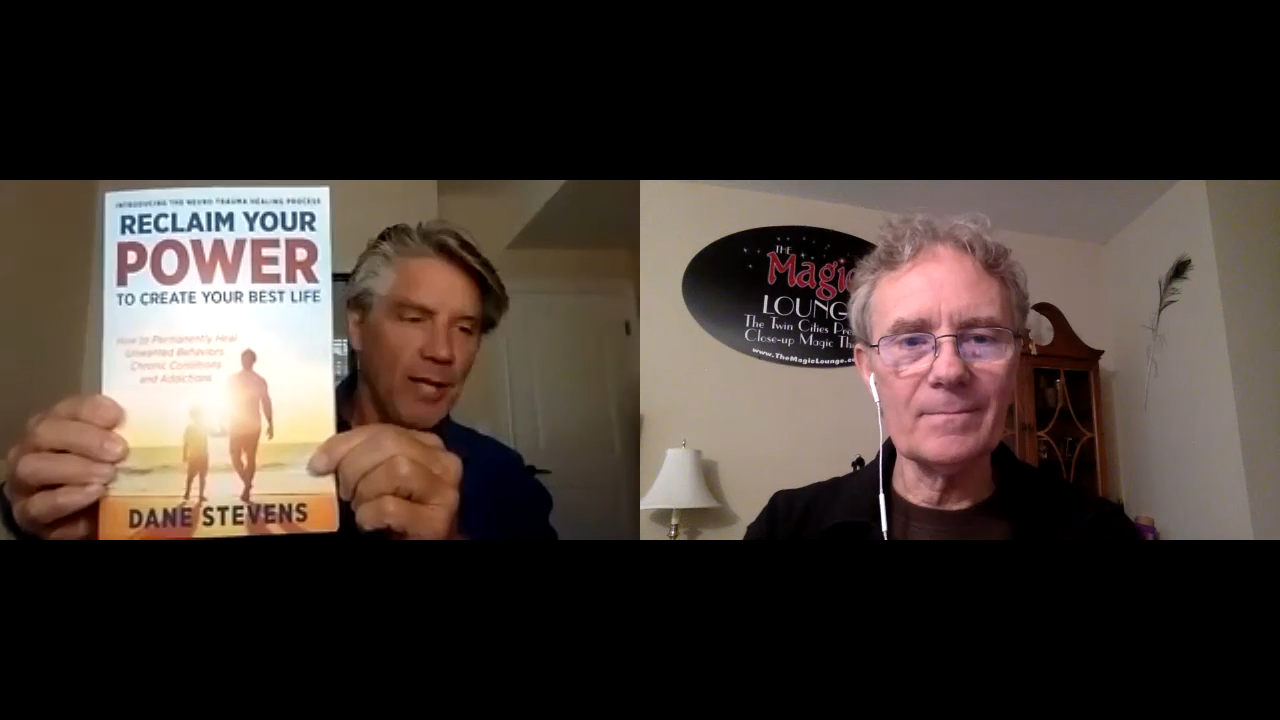 INTRODUCING THE NEURO TRAUMA HEALING PROCESS
RECLAIM YOUR
POWER
TO CREATE YOUR BEST LIFE
How to Permanently Heal
Unwanted Behaviors
Chronic Conditions
and Addictions
DANE STEVENS
THE
Magic
LOUNG
The Twin Cities Pre
Close-up Magic Th
www.TheMagicLounge.c